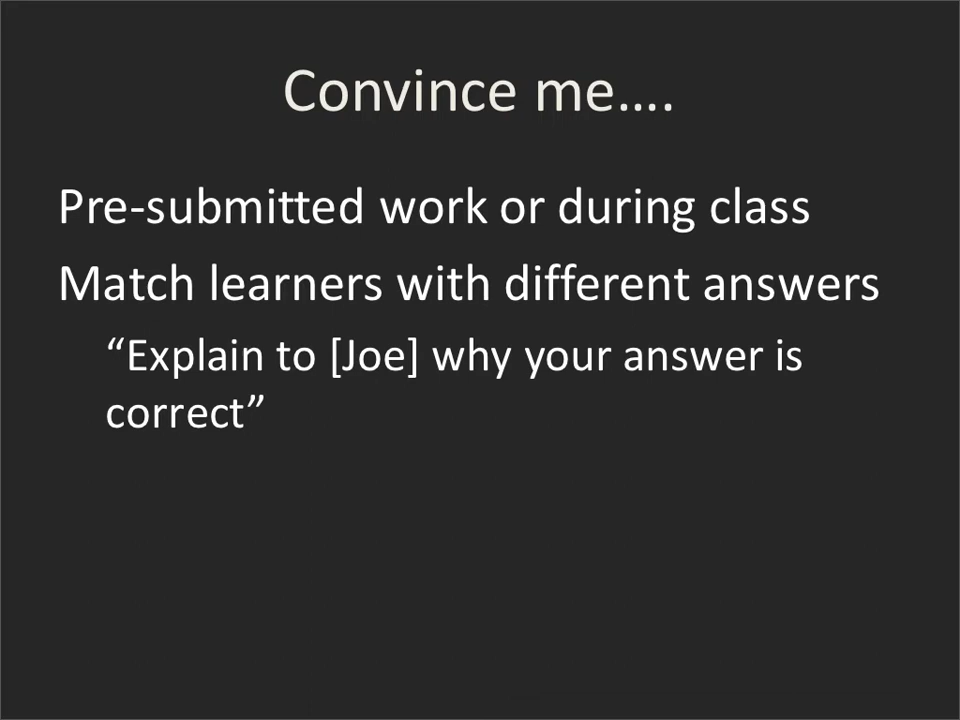 Convince me….
Pre-submitted work or during class
Match learners with different answers
“Explain to [Joe] why your answer is
correct”